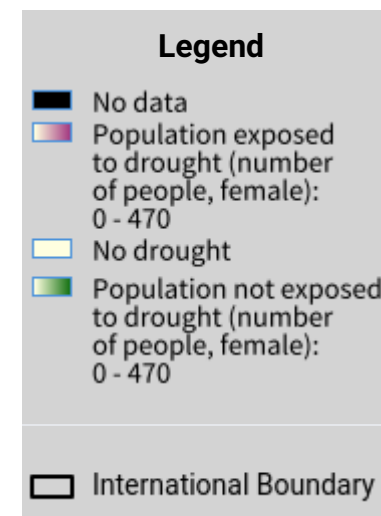 Legend
No data
Population exposed
to drought (number
of people, female):
0 - 470
No drought
Population not exposed
to drought (number
of people, female):
0 - 470
International Boundary